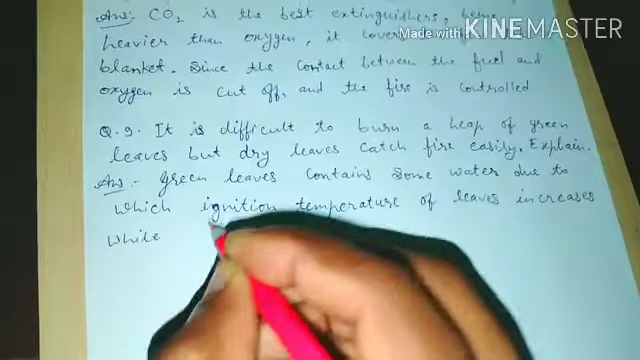 Ans:- CO2 is the best extinguishers, being
heavier than oxygen, it covers
blanket. Since the contact between the fuel and
oxygen is cut off, and the fire is controlled
Q.9. It is difficult to burn a heap of green
leaves but dry leaves catch fire easily. Explain.
Ans:- Green leaves contains some water due to
which ignition temperature of leaves increases
while
Made with KINEMASTER